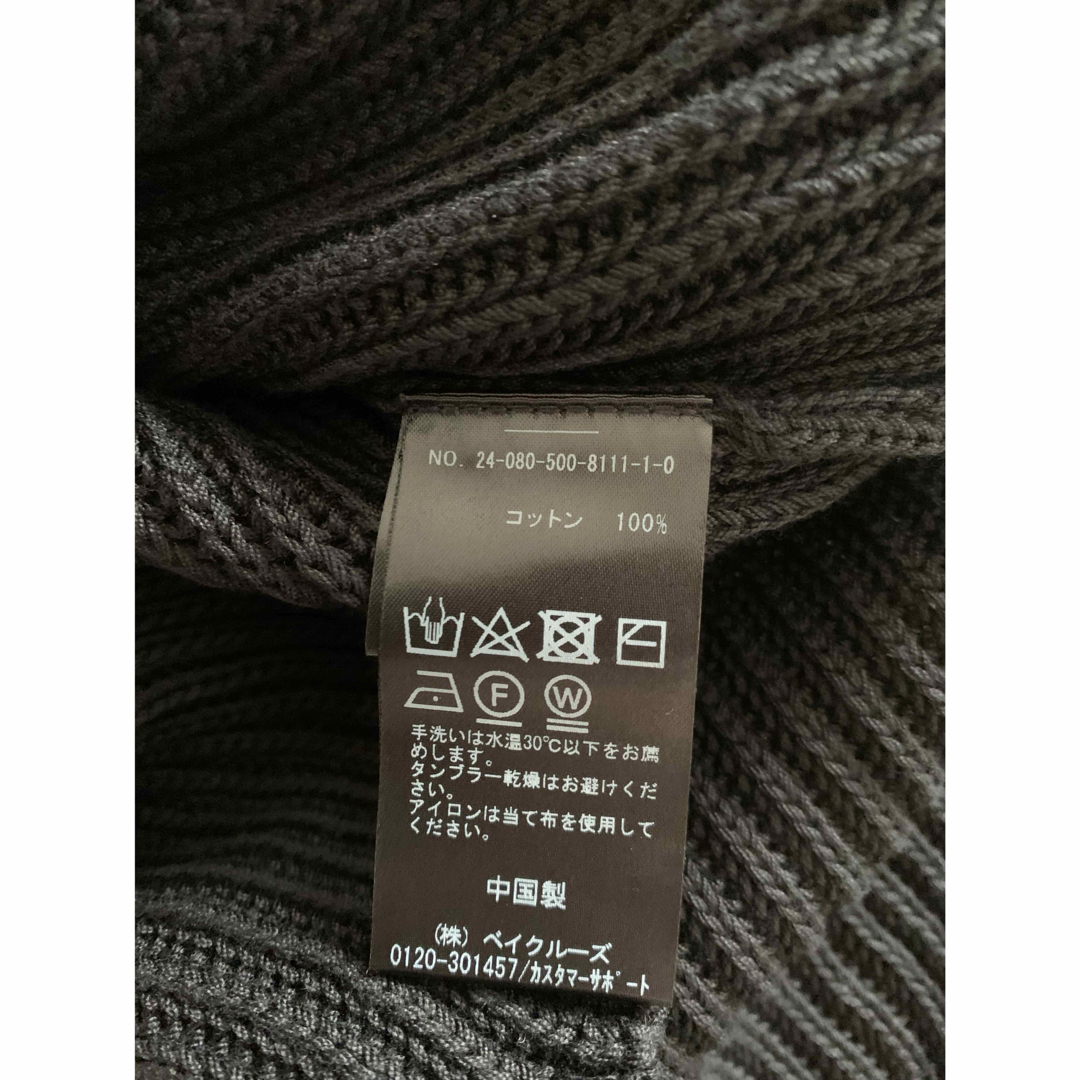 NO. 24-080-500-8111-1-0
コットン 100%
F W
手洗いは水温30℃以下をお薦
めします。
タンブラー乾燥はお避けくだ
さい。
アイロンは当て布を使用して
ください。
中国製
(株) ベイクルーズ
0120-301457/カスタマーサポート